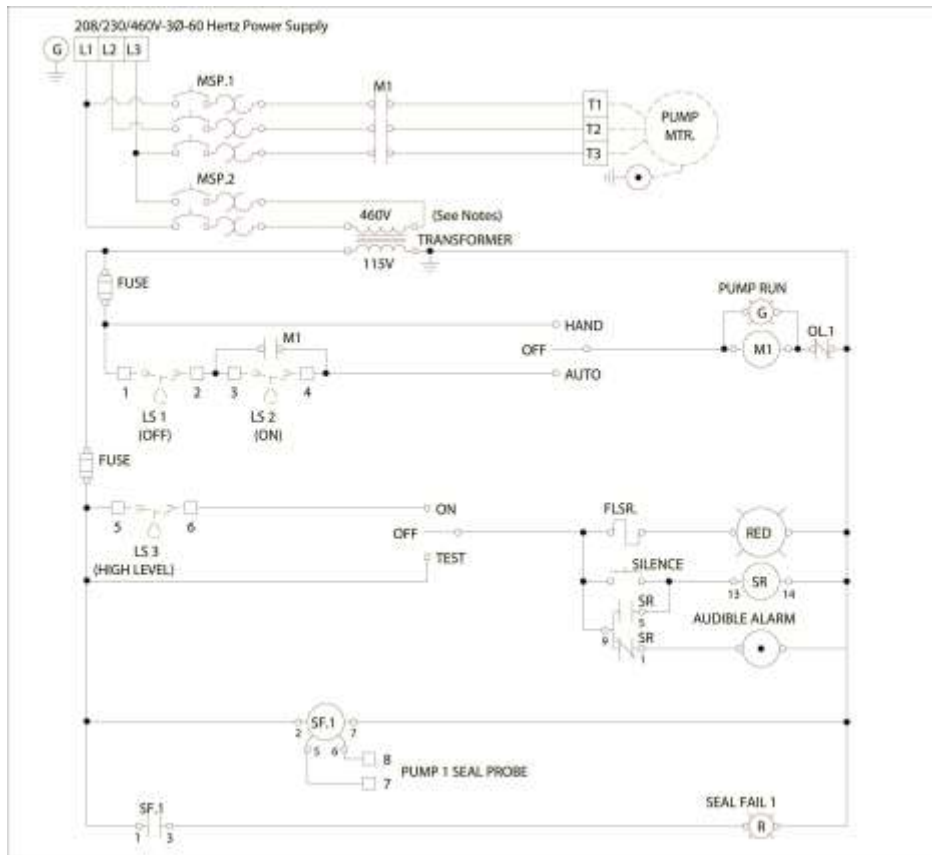 208/230/460V-3Ø-60 Hertz Power Supply
G L1 L2 L3
MSP.1
M1
T1
T2
T3
PUMP
MTR.
MSP.2
460V
(See Notes)
TRANSFORMER
115V
FUSE
PUMP RUN
G
HAND
OL.1
M1
OFF
M1
AUTO
1 2 3 4
LS 1
(OFF)
LS 2
(ON)
FUSE
5 6
ON
FLSR.
OFF
RED
LS 3
(HIGH LEVEL)
TEST
SILENCE
SR
13 14
SR
5
AUDIBLE ALARM
9
SR
1
SF.1
2 7
5 6
8
PUMP 1 SEAL PROBE
7
SF.1
1 3
SEAL FAIL 1
R